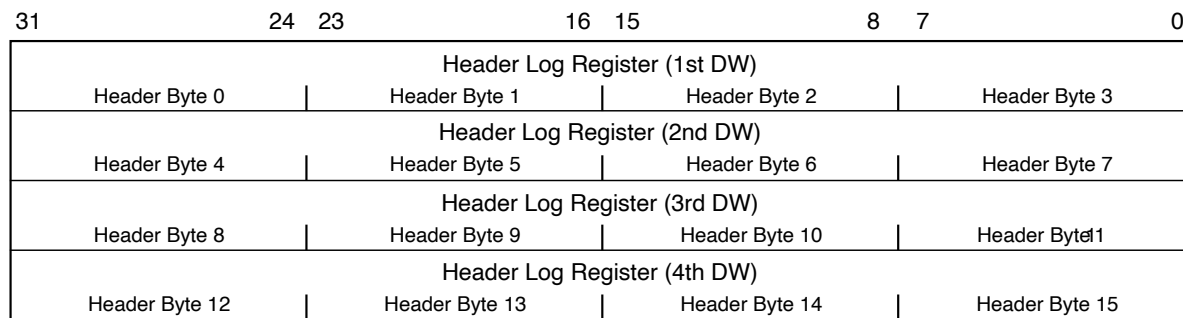 31 24 23 16 15 8 7 0
Header Log Register (1st DW)
Header Byte 0 Header Byte 1 Header Byte 2 Header Byte 3
Header Log Register (2nd DW)
Header Byte 4 Header Byte 5 Header Byte 6 Header Byte 7
Header Log Register (3rd DW)
Header Byte 8 Header Byte 9 Header Byte 10 Header Byte11
Header Log Register (4th DW)
Header Byte 12 Header Byte 13 Header Byte 14 Header Byte 15